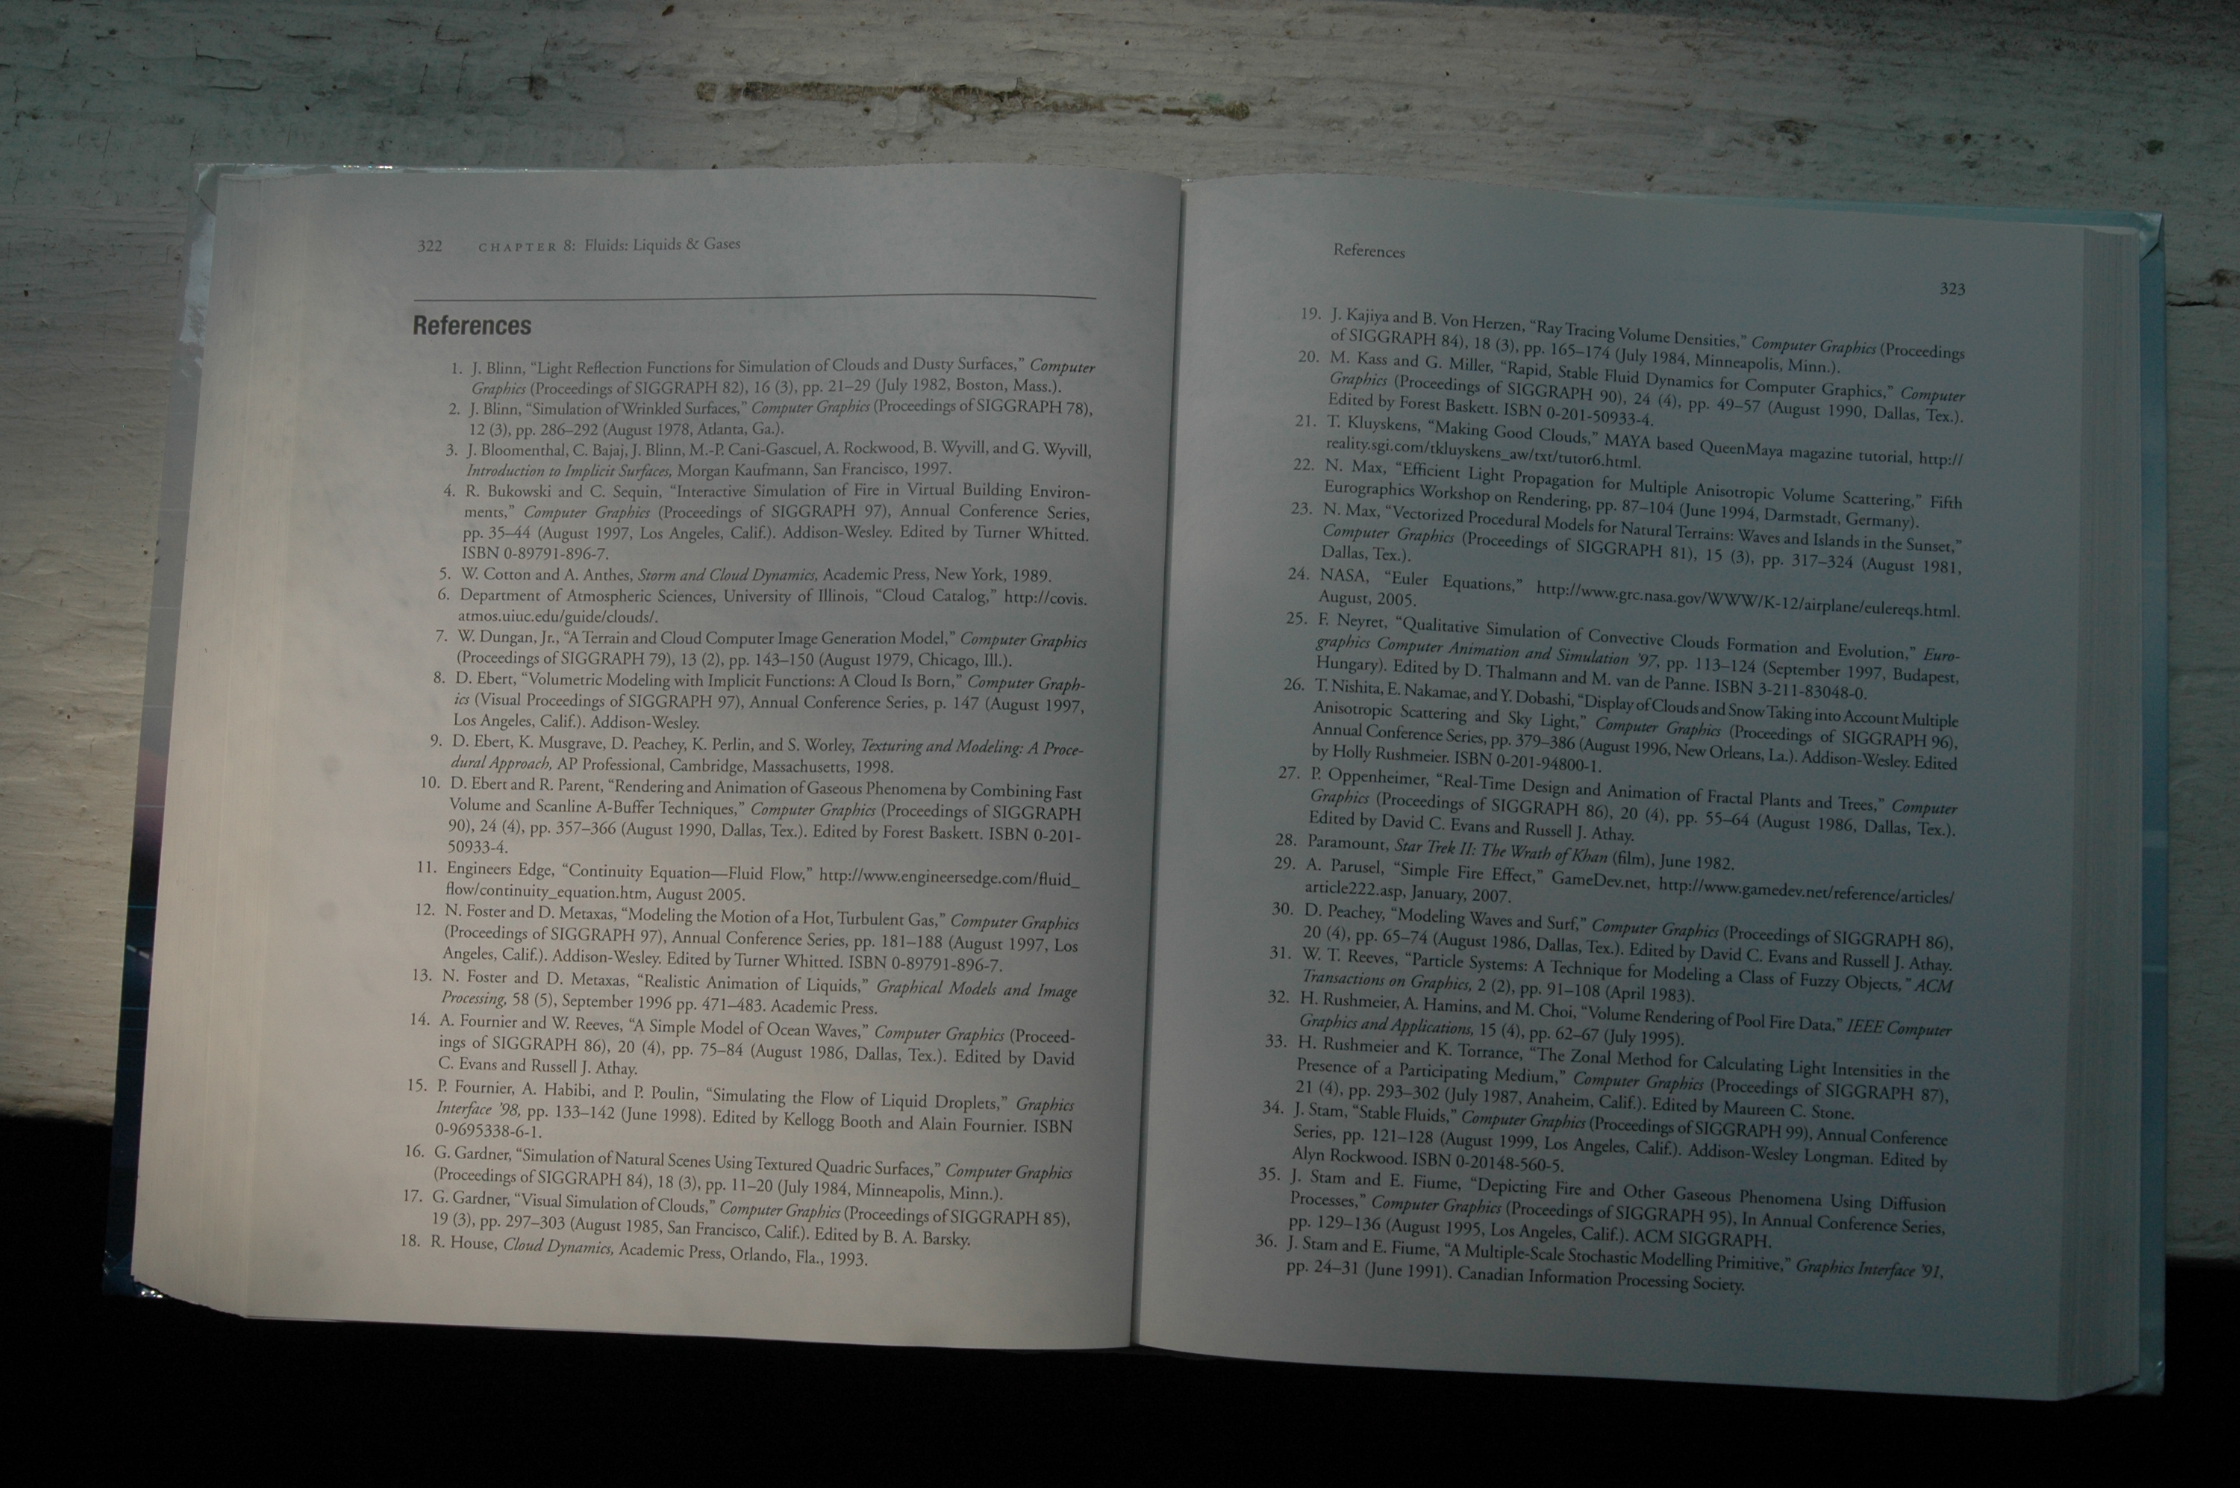 322 CHAPTER 8: Fluids: Liquids & Gases
References
1. J. Blinn, “Light Reflection Functions for Simulation of Clouds and Dusty Surfaces,” Computer
Graphics (Proceedings of SIGGRAPH 82), 16 (3), pp. 21–29 (July 1982, Boston, Mass.).
2. J. Blinn, “Simulation of Wrinkled Surfaces,” Computer Graphics (Proceedings of SIGGRAPH 78),
12 (3), pp. 286–292 (August 1978, Atlanta, Ga.).
3. J. Bloomenthal, C. Bajaj, J. Blinn, M.-P. Cani-Gascuel, A. Rockwood, B. Wyvill, and G. Wyvill,
Introduction to Implicit Surfaces, Morgan Kaufmann, San Francisco, 1997.
4. R. Bukowski and C. Sequin, “Interactive Simulation of Fire in Virtual Building Environ-
ments,” Computer Graphics (Proceedings of SIGGRAPH 97), Annual Conference Series,
pp. 35–44 (August 1997, Los Angeles, Calif.). Addison-Wesley. Edited by Turner Whitted.
ISBN 0-89791-896-7.
5. W. Cotton and A. Anthes, Storm and Cloud Dynamics, Academic Press, New York, 1989.
6. Department of Atmospheric Sciences, University of Illinois, “Cloud Catalog,” http://covis.
atmos.uiuc.edu/guide/clouds/.
7. W. Dungan, Jr., “A Terrain and Cloud Computer Image Generation Model,” Computer Graphics
(Proceedings of SIGGRAPH 79), 13 (2), pp. 143–150 (August 1979, Chicago, Ill.).
8. D. Ebert, “Volumetric Modeling with Implicit Functions: A Cloud Is Born,” Computer Graph-
ics (Visual Proceedings of SIGGRAPH 97), Annual Conference Series, p. 147 (August 1997,
Los Angeles, Calif.). Addison-Wesley.
9. D. Ebert, K. Musgrave, D. Peachey, K. Perlin, and S. Worley, Texturing and Modeling: A Proce-
dural Approach, AP Professional, Cambridge, Massachusetts, 1998.
10. D. Ebert and R. Parent, “Rendering and Animation of Gaseous Phenomena by Combining Fast
Volume and Scanline A-Buffer Techniques,” Computer Graphics (Proceedings of SIGGRAPH
90), 24 (4), pp. 357–366 (August 1990, Dallas, Tex.). Edited by Forest Baskett. ISBN 0-201-
50933-4.
11. Engineers Edge, “Continuity Equation—Fluid Flow,” http://www.engineersedge.com/fluid_
flow/continuity_equation.htm, August 2005.
12. N. Foster and D. Metaxas, “Modeling the Motion of a Hot, Turbulent Gas,” Computer Graphics
(Proceedings of SIGGRAPH 97), Annual Conference Series, pp. 181–188 (August 1997, Los
Angeles, Calif.). Addison-Wesley. Edited by Turner Whitted. ISBN 0-89791-896-7.
13. N. Foster and D. Metaxas, “Realistic Animation of Liquids,” Graphical Models and Image
Processing, 58 (5), September 1996 pp. 471–483. Academic Press.
14. A. Fournier and W. Reeves, “A Simple Model of Ocean Waves,” Computer Graphics (Proceed-
ings of SIGGRAPH 86), 20 (4), pp. 75–84 (August 1986, Dallas, Tex.). Edited by David
C. Evans and Russell J. Athay.
15. P. Fournier, A. Habibi, and P. Poulin, “Simulating the Flow of Liquid Droplets,” Graphics
Interface ’98, pp. 133–142 (June 1998). Edited by Kellogg Booth and Alain Fournier. ISBN
0-9695338-6-1.
16. G. Gardner, “Simulation of Natural Scenes Using Textured Quadric Surfaces,” Computer Graphics
(Proceedings of SIGGRAPH 84), 18 (3), pp. 11–20 (July 1984, Minneapolis, Minn.).
17. G. Gardner, “Visual Simulation of Clouds,” Computer Graphics (Proceedings of SIGGRAPH 85),
19 (3), pp. 297–303 (August 1985, San Francisco, Calif.). Edited by B. A. Barsky.
18. R. House, Cloud Dynamics, Academic Press, Orlando, Fla., 1993.
References
323
19. J. Kajiya and B. Von Herzen, “Ray Tracing Volume Densities,” Computer Graphics (Proceedings
of SIGGRAPH 84), 18 (3), pp. 165–174 (July 1984, Minneapolis, Minn.).
20. M. Kass and G. Miller, “Rapid, Stable Fluid Dynamics for Computer Graphics,” Computer
Graphics (Proceedings of SIGGRAPH 90), 24 (4), pp. 49–57 (August 1990, Dallas, Tex.).
Edited by Forest Baskett. ISBN 0-201-50933-4.
21. T. Kluyskens, “Making Good Clouds,” MAYA based QueenMaya magazine tutorial, http://
reality.sgi.com/tkluyskens_aw/txt/tutor6.html.
22. N. Max, “Efficient Light Propagation for Multiple Anisotropic Volume Scattering,” Fifth
Eurographics Workshop on Rendering, pp. 87–104 (June 1994, Darmstadt, Germany).
23. N. Max, “Vectorized Procedural Models for Natural Terrains: Waves and Islands in the Sunset,”
Computer Graphics (Proceedings of SIGGRAPH 81), 15 (3), pp. 317–324 (August 1981,
Dallas, Tex.).
24. NASA, “Euler Equations,” http://www.grc.nasa.gov/WWW/K-12/airplane/eulereqs.html.
August, 2005.
25. F. Neyret, “Qualitative Simulation of Convective Clouds Formation and Evolution,” Euro-
graphics Computer Animation and Simulation ’97, pp. 113–124 (September 1997, Budapest,
Hungary). Edited by D. Thalmann and M. van de Panne. ISBN 3-211-83048-0.
26. T. Nishita, E. Nakamae, and Y. Dobashi, “Display of Clouds and Snow Taking into Account Multiple
Anisotropic Scattering and Sky Light,” Computer Graphics (Proceedings of SIGGRAPH 96),
Annual Conference Series, pp. 379–386 (August 1996, New Orleans, La.). Addison-Wesley. Edited
by Holly Rushmeier. ISBN 0-201-94800-1.
27. P. Oppenheimer, “Real-Time Design and Animation of Fractal Plants and Trees,” Computer
Graphics (Proceedings of SIGGRAPH 86), 20 (4), pp. 55–64 (August 1986, Dallas, Tex.).
Edited by David C. Evans and Russell J. Athay.
28. Paramount, Star Trek II: The Wrath of Khan (film), June 1982.
29. A. Parusel, “Simple Fire Effect,” GameDev.net, http://www.gamedev.net/reference/articles/
article222.asp, January, 2007.
30. D. Peachey, “Modeling Waves and Surf,” Computer Graphics (Proceedings of SIGGRAPH 86),
20 (4), pp. 65–74 (August 1986, Dallas, Tex.). Edited by David C. Evans and Russell J. Athay.
31. W. T. Reeves, “Particle Systems: A Technique for Modeling a Class of Fuzzy Objects,” ACM
Transactions on Graphics, 2 (2), pp. 91–108 (April 1983).
32. H. Rushmeier, A. Hamins, and M. Choi, “Volume Rendering of Pool Fire Data,” IEEE Computer
Graphics and Applications, 15 (4), pp. 62–67 (July 1995).
33. H. Rushmeier and K. Torrance, “The Zonal Method for Calculating Light Intensities in the
Presence of a Participating Medium,” Computer Graphics (Proceedings of SIGGRAPH 87),
21 (4), pp. 293–302 (July 1987, Anaheim, Calif.). Edited by Maureen C. Stone.
34. J. Stam, “Stable Fluids,” Computer Graphics (Proceedings of SIGGRAPH 99), Annual Conference
Series, pp. 121–128 (August 1999, Los Angeles, Calif.). Addison-Wesley Longman. Edited by
Alyn Rockwood. ISBN 0-20148-560-5.
35. J. Stam and E. Fiume, “Depicting Fire and Other Gaseous Phenomena Using Diffusion
Processes,” Computer Graphics (Proceedings of SIGGRAPH 95), In Annual Conference Series,
pp. 129–136 (August 1995, Los Angeles, Calif.). ACM SIGGRAPH.
36. J. Stam and E. Fiume, “A Multiple-Scale Stochastic Modelling Primitive,” Graphics Interface ’91,
pp. 24–31 (June 1991). Canadian Information Processing Society.